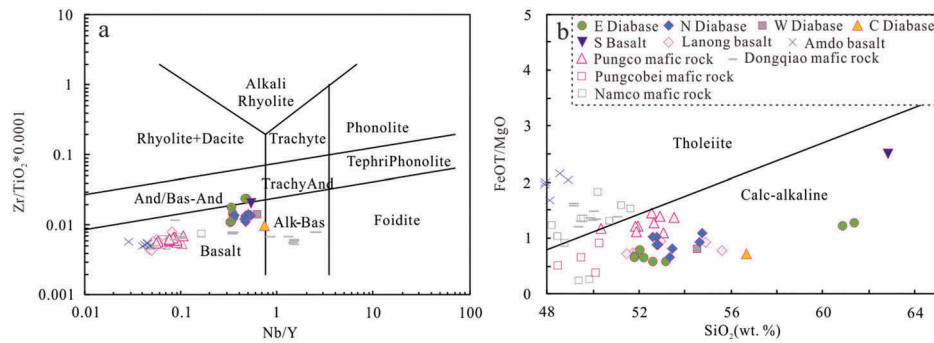 a
10
1
0.1
0.01
0.001
Zr/TiO₂*0.0001
Alkali
Rhyolite
Rhyolite+Dacite
Trachyte
Phonolite
TephriPhonolite
TrachyAnd
And/Bas-And
Alk-Bas
Foidite
Basalt
0.01 0.1 1 10 100
Nb/Y
b
5
4
3
2
1
0
FeOT/MgO
E Diabase N Diabase W Diabase C Diabase
S Basalt Lanong basalt Amdo basalt
Pungco mafic rock Dongqiao mafic rock
Pungcobei mafic rock
Namco mafic rock
Tholeiite
Calc-alkaline
48 52 56 60 64
SiO₂(wt. %)